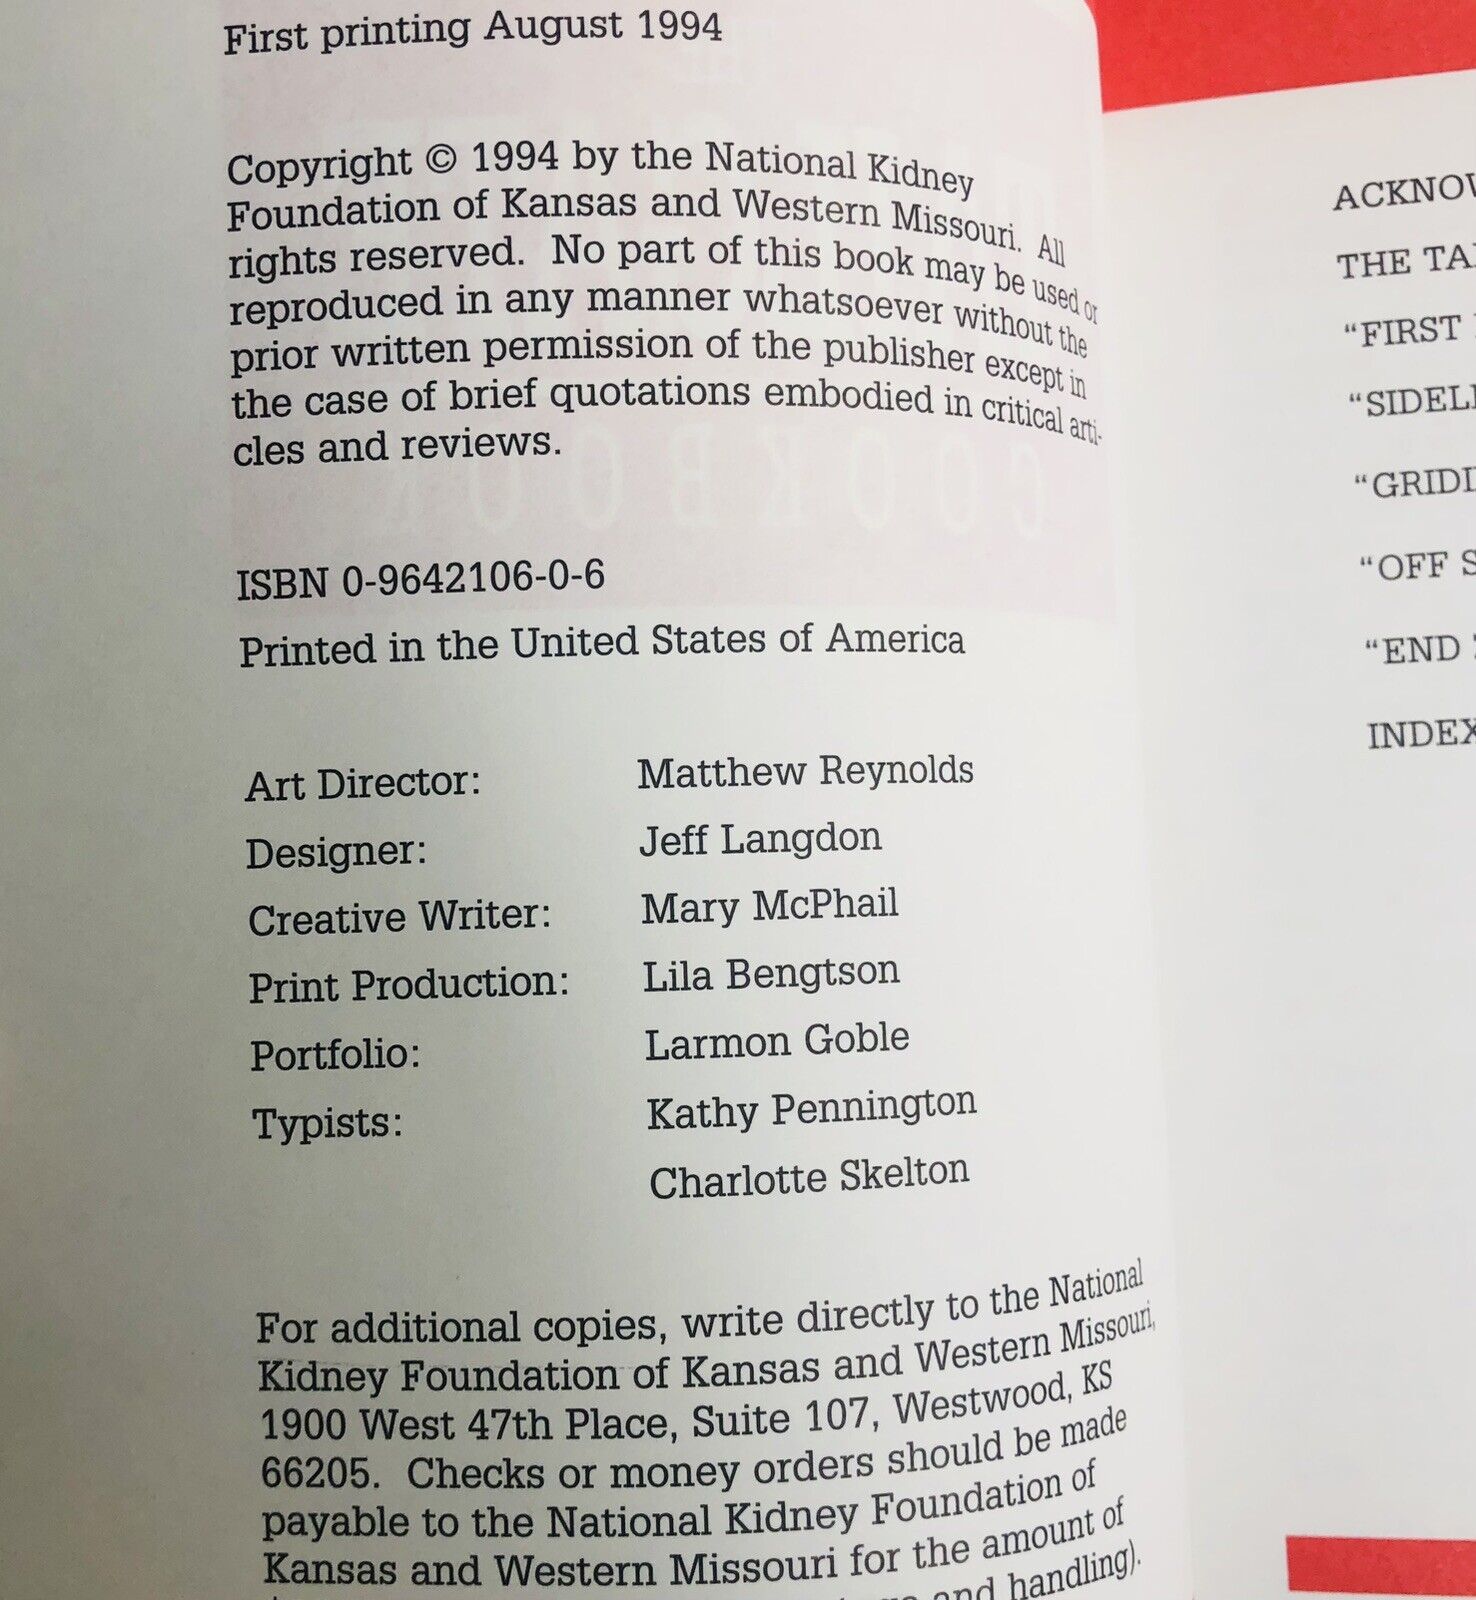 First printing August 1994
Copyright © 1994 by the National Kidney
Foundation of Kansas and Western Missouri. All
rights reserved. No part of this book may be used or
reproduced in any manner whatsoever without the
prior written permission of the publisher except in
the case of brief quotations embodied in critical arti-
cles and reviews.
COOKBOOK
ISBN 0-9642106-0-6
Printed in the United States of America
Art Director: Matthew Reynolds
Designer: Jeff Langdon
Creative Writer: Mary McPhail
Print Production: Lila Bengtson
Portfolio: Larmon Goble
Typists: Kathy Pennington
Charlotte Skelton
For additional copies, write directly to the National
Kidney Foundation of Kansas and Western Missouri,
1900 West 47th Place, Suite 107, Westwood, KS
66205. Checks or money orders should be made
payable to the National Kidney Foundation of
Kansas and Western Missouri for the amount of
and handling).
ACKNOW
THE TA
"FIRST
"SIDEL
"GRIDI
"OFF S
"END
INDEX